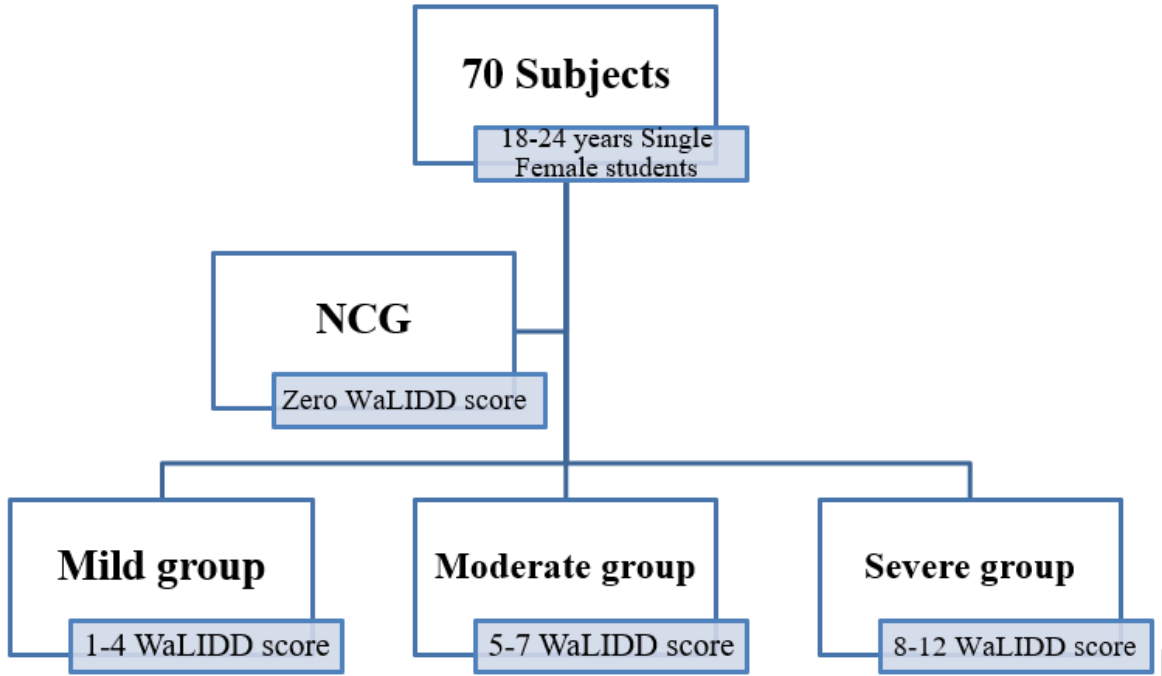 70 Subjects
18-24 years Single
Female students
NCG
Zero WaLIDD score
Mild group
1-4 WaLIDD score
Moderate group
5-7 WaLIDD score
Severe group
8-12 WaLIDD score